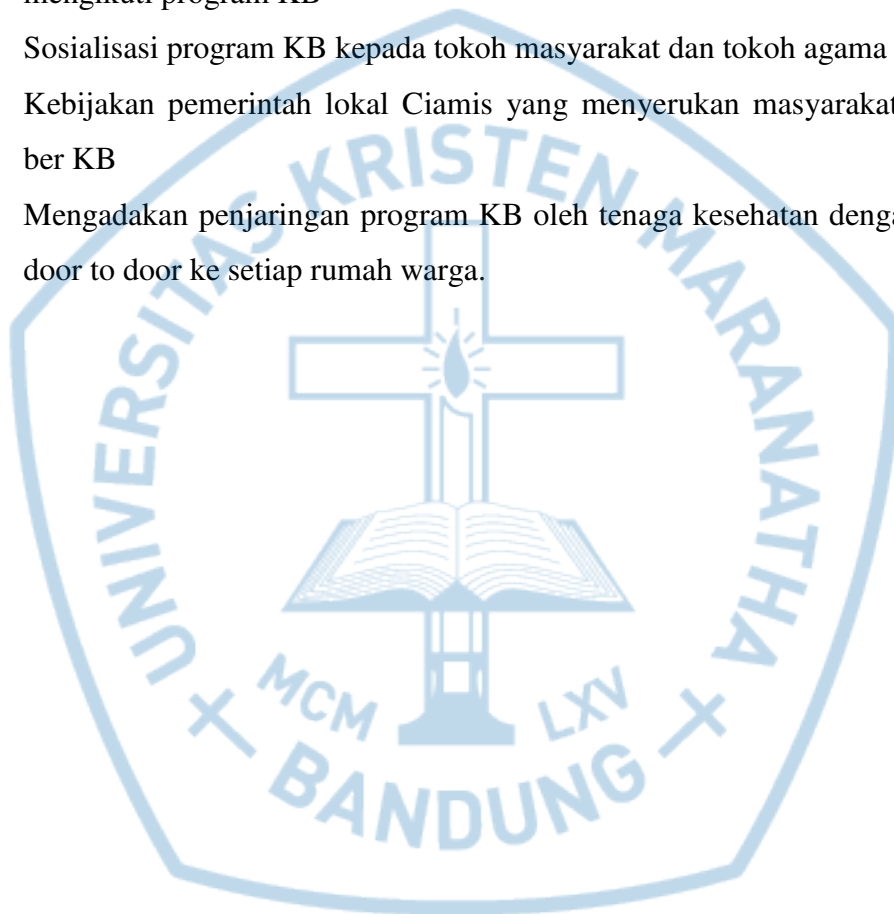 mengikuti program KB
Sosialisasi program KB kepada tokoh masyarakat dan tokoh agama
Kebijakan pemerintah lokal Ciamis yang menyerukan masyarakat
ber KB
Mengadakan penjaringan program KB oleh tenaga kesehatan
door to door ke setiap rumah warga.
UNIVERSITAS KRISTEN MARANATHA
MCM LXV
BANDUNG